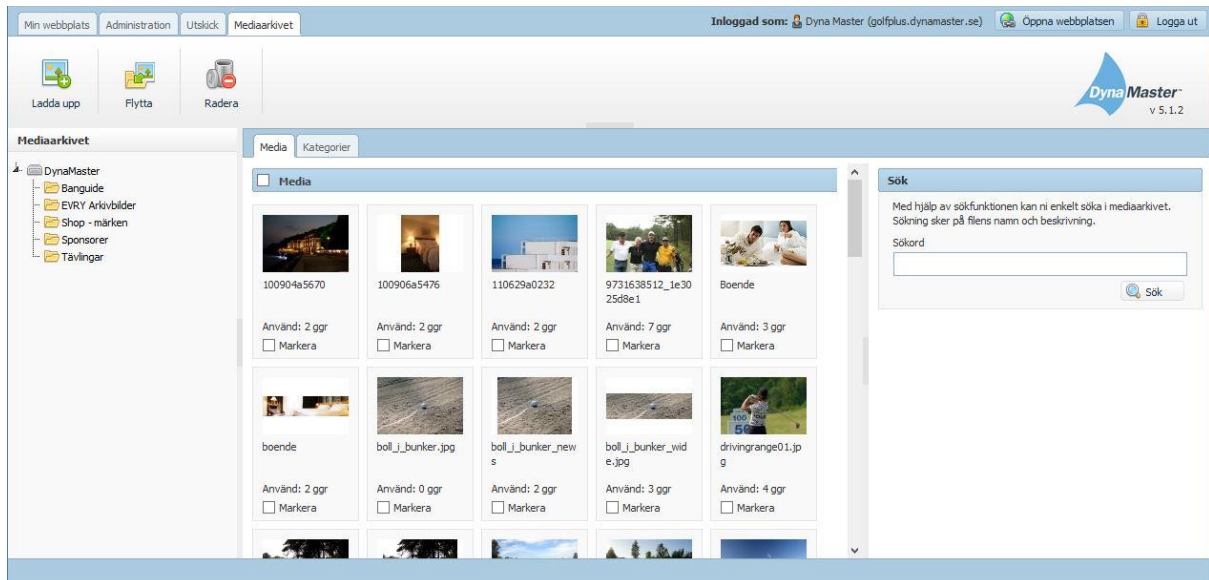 Min webbplats Administration Utskick Mediaarkivet Inloggad som: Dyna Master (golfplus.dynamaster.se) Öppna webbplatsen Logga ut
Ladda upp Flytta Radera
DynaMaster
v 5.1.2
Mediaarkivet
DynaMaster
Banguide
EVRY Arkivbilder
Shop - märken
Sponsorer
Tävlingar
Media Kategorier
Media
100904a5670 100906a5476 110629a0232 9731638512_1e30 Boende
25d8e1
Använd: 2 ggr Använd: 2 ggr Använd: 2 ggr Använd: 7 ggr Använd: 3 ggr
Markera Markera Markera Markera Markera
100
50
boende boll_i_bunker.jpg boll_i_bunker_new boll_i_bunker_wid drivingrange01.jp
s e.jpg g
Använd: 2 ggr Använd: 0 ggr Använd: 2 ggr Använd: 3 ggr Använd: 4 ggr
Markera Markera Markera Markera Markera
Sök
Med hjälp av sökfunktionen kan ni enkelt söka i mediaarkivet.
Sökning sker på filens namn och beskrivning.
Sökord
Sök